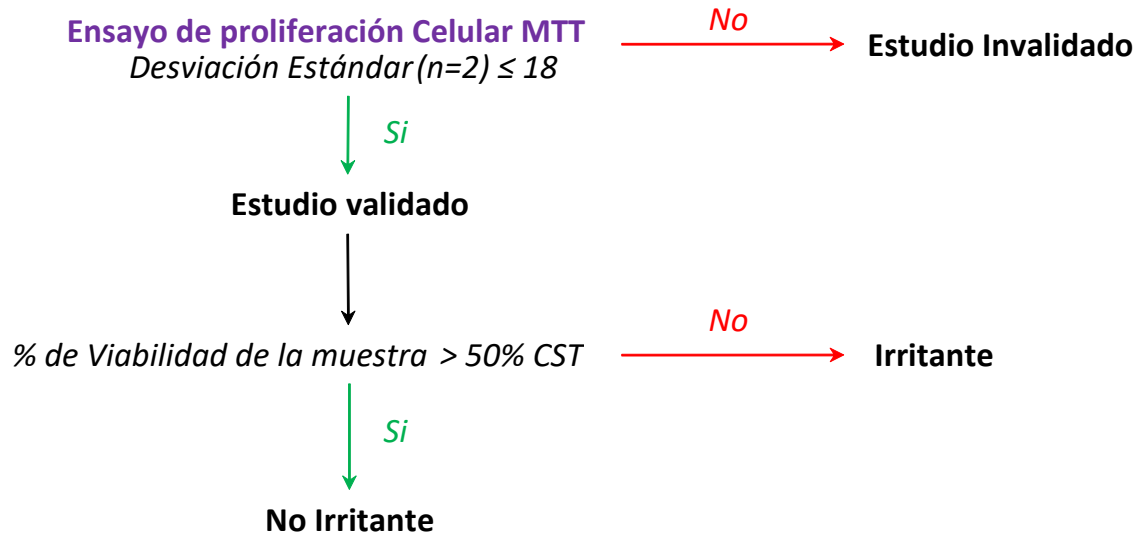 Ensayo de proliferación Celular MTT
No
Estudio Invalidado
Desviación Estándar (n=2) ≤ 18
Si
Estudio validado
No
% de Viabilidad de la muestra > 50% CST
Irritante
Si
No Irritante